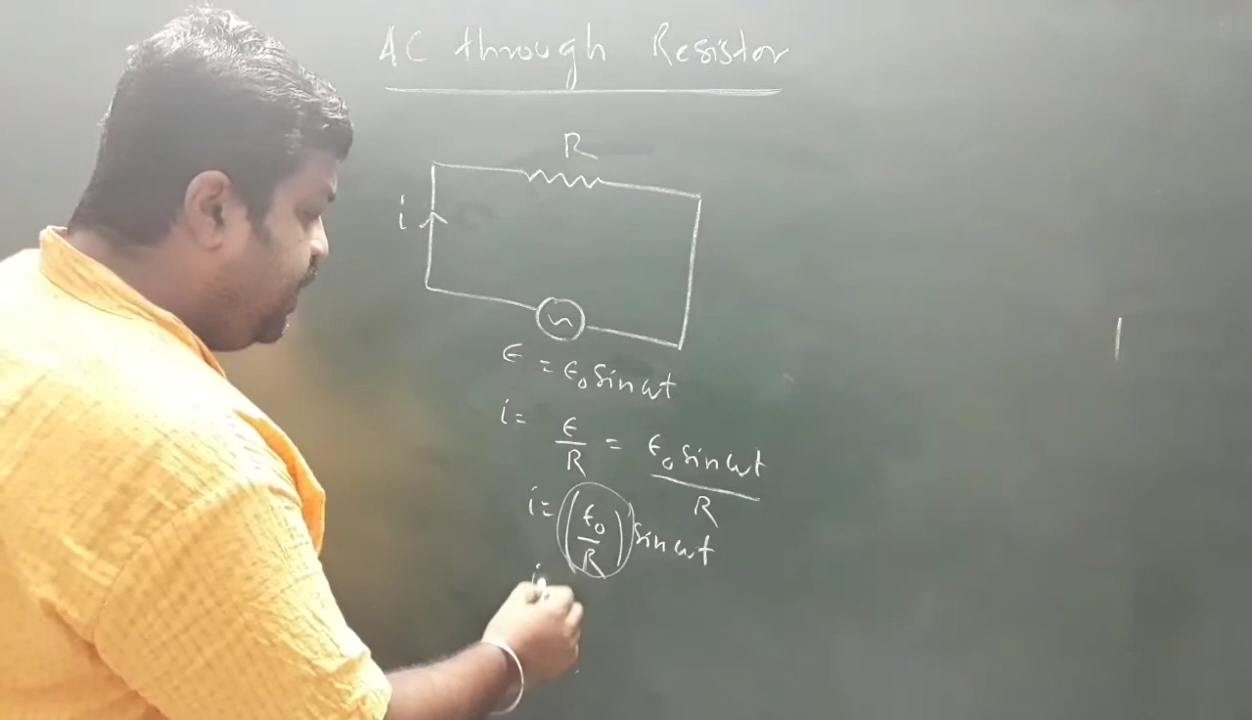 AC through Resistor
R
i
ϵ = ϵ₀ sin ωt
i = ϵ/R = ϵ₀ sin ωt/R
i = (ϵ₀/R) sin ωt
i